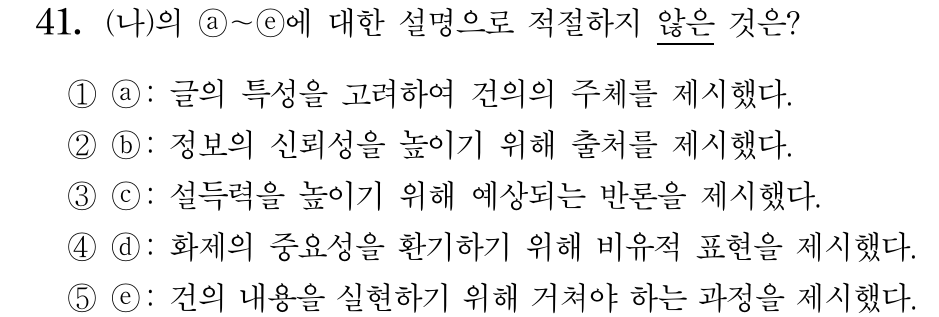 41. (나)의 ⓐ～ⓔ에 대한 설명으로 적절하지 않은 것은?
① ⓐ: 글의 특성을 고려하여 건의의 주체를 제시했다.
② ⓑ: 정보의 신뢰성을 높이기 위해 출처를 제시했다.
③ ⓒ: 설득력을 높이기 위해 예상되는 반론을 제시했다.
④ ⓓ: 화제의 중요성을 환기하기 위해 비유적 표현을 제시했다.
⑤ ⓔ: 건의 내용을 실현하기 위해 거쳐야 하는 과정을 제시했다.